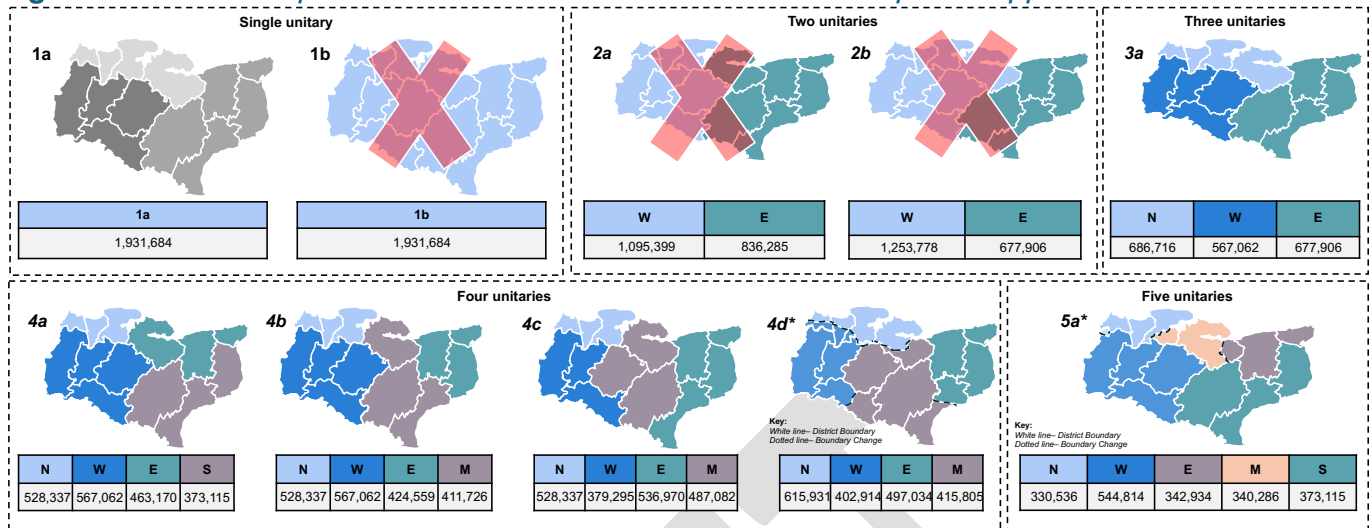 Single unitary
1a
1b
1a
1,931,684
1b
1,931,684
Two unitaries
2a
2b
W E
1,095,399 836,285
W E
1,253,778 677,906
Three unitaries
3a
N W E
686,716 567,062 677,906
Four unitaries
4a
4b
4c
4d*
Key:
White line– District Boundary
Dotted line– Boundary Change
N W E S
528,337 567,062 463,170 373,115
N W E M
528,337 567,062 424,559 411,726
N W E M
528,337 379,295 536,970 487,082
N W E M
615,931 402,914 497,034 415,805
Five unitaries
5a*
Key:
White line– District Boundary
Dotted line– Boundary Change
N W E M S
330,536 544,814 342,934 340,286 373,115